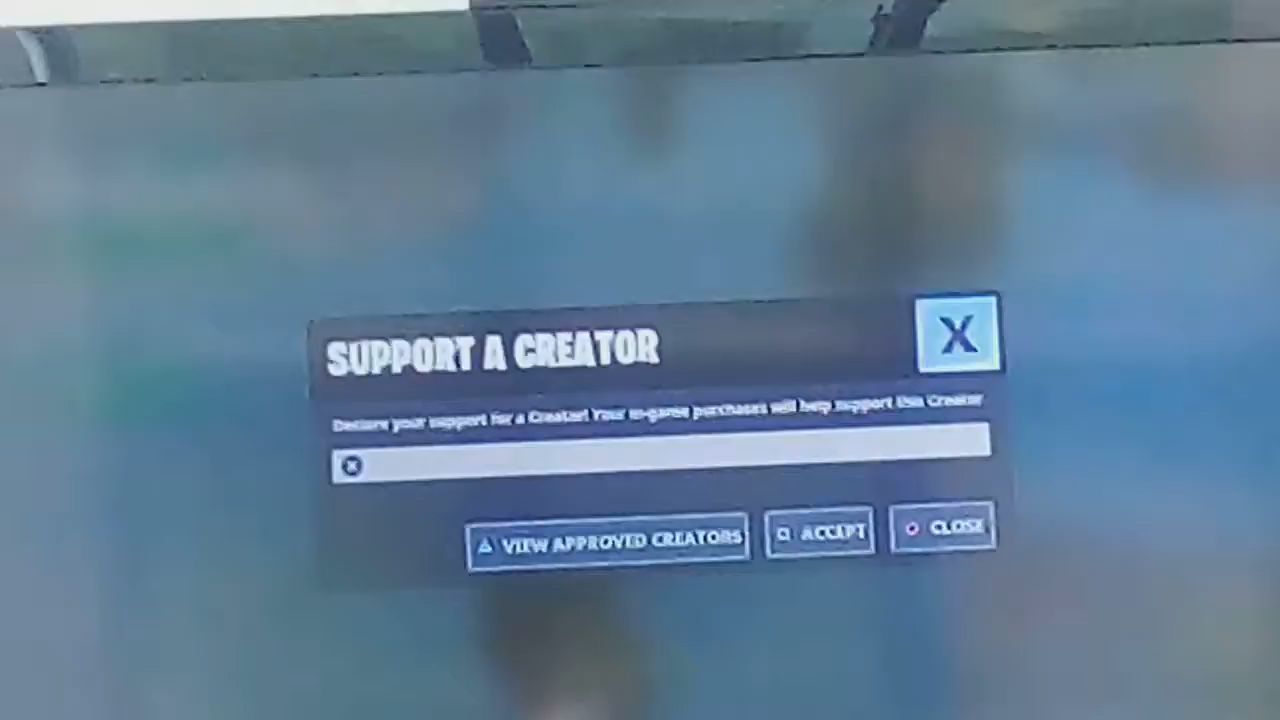 SUPPORT A CREATOR
X
Declare your support for a Creator! Your in-game purchases will help support this Creator
VIEW APPROVED CREATORS
ACCEPT
CLOSE